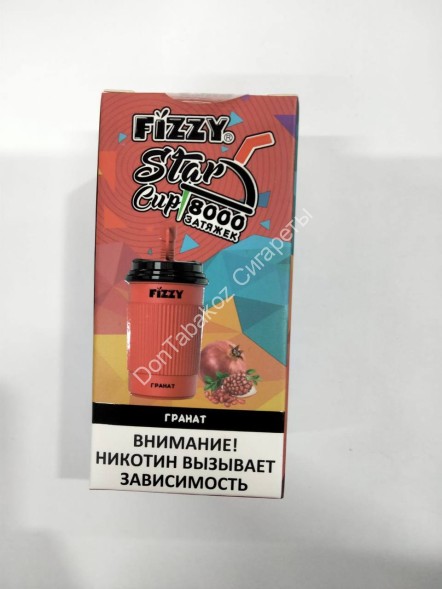 FIZZY®
Star
Cup 8000
ЗАТЯЖЕК
FIZZY
ГРАНАТ
DonTabakoz Сигареты
ГРАНАТ
ВНИМАНИЕ!
НИКОТИН ВЫЗЫВАЕТ
ЗАВИСИМОСТЬ